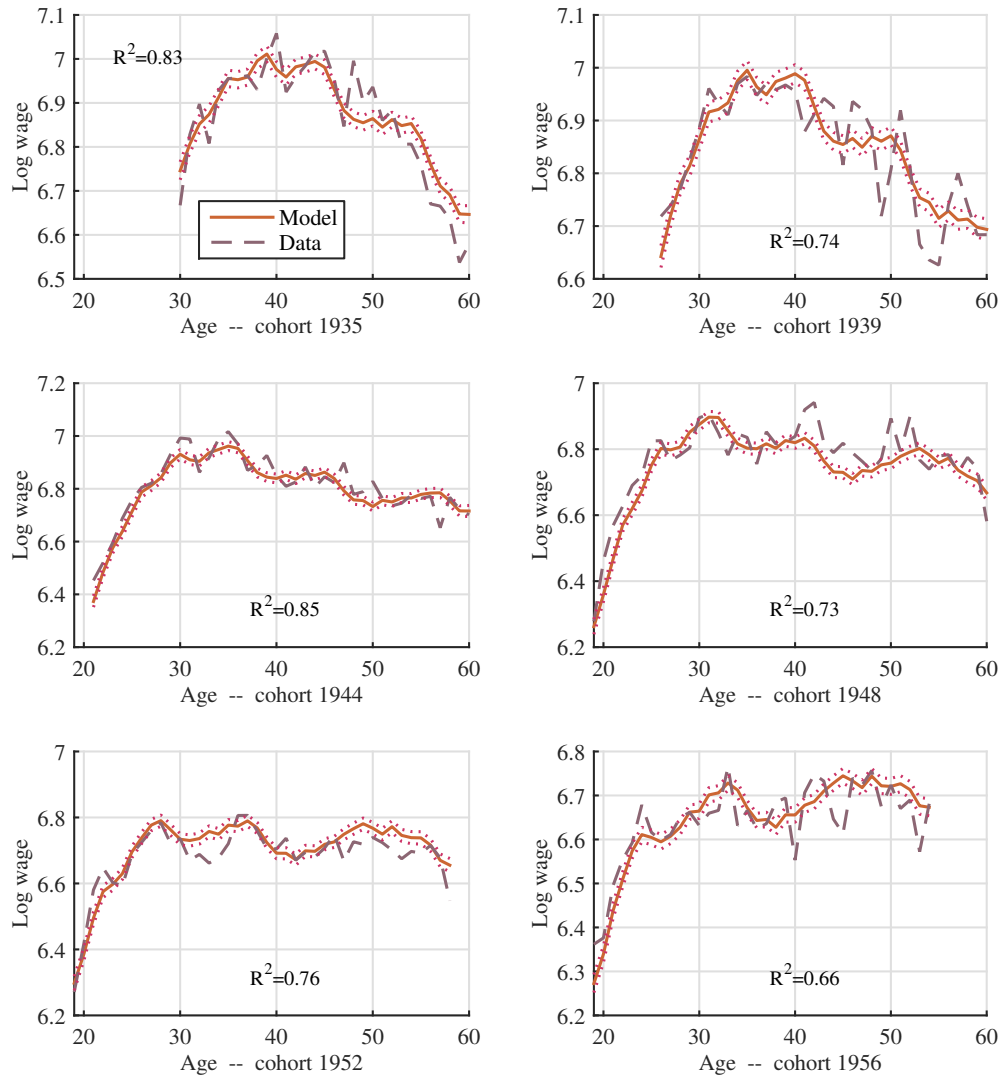 7.1
7
6.9
6.8
6.7
6.6
6.5
Log wage
R²=0.83
Model
Data
20 30 40 50 60
Age -- cohort 1935
7.1
7
6.9
6.8
6.7
6.6
Log wage
R²=0.74
20 30 40 50 60
Age -- cohort 1939
7.2
7
6.8
6.6
6.4
6.2
Log wage
R²=0.85
20 30 40 50 60
Age -- cohort 1944
7
6.8
6.6
6.4
6.2
Log wage
R²=0.73
20 30 40 50 60
Age -- cohort 1948
7
6.8
6.6
6.4
6.2
Log wage
R²=0.76
20 30 40 50 60
Age -- cohort 1952
6.8
6.7
6.6
6.5
6.4
6.3
6.2
Log wage
R²=0.66
20 30 40 50 60
Age -- cohort 1956